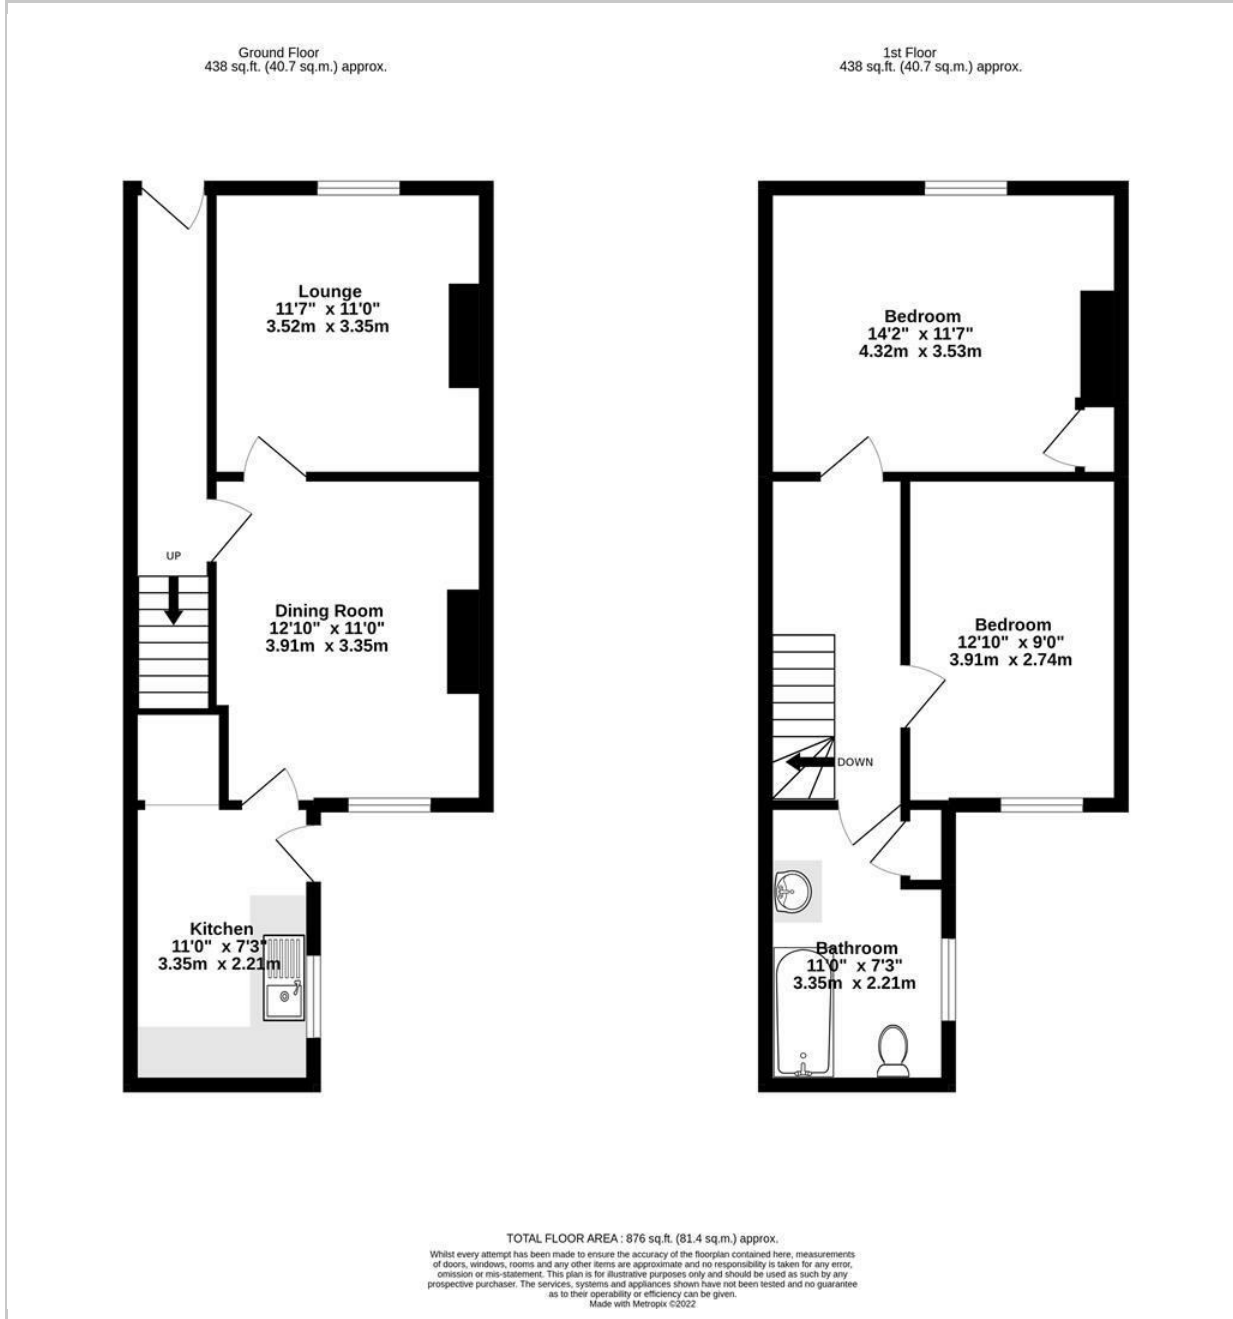 Ground Floor
438 sq.ft. (40.7 sq.m.) approx.
1st Floor
438 sq.ft. (40.7 sq.m.) approx.
Lounge
11'7" x 11'0"
3.52m x 3.35m
Bedroom
14'2" x 11'7"
4.32m x 3.53m
UP
Dining Room
12'10" x 11'0"
3.91m x 3.35m
Bedroom
12'10" x 9'0"
3.91m x 2.74m
DOWN
Kitchen
11'0" x 7'3"
3.35m x 2.21m
Bathroom
11'0" x 7'3"
3.35m x 2.21m
TOTAL FLOOR AREA : 876 sq.ft. (81.4 sq.m.) approx.
Whilst every attempt has been made to ensure the accuracy of the floorplan contained here, measurements
of doors, windows, rooms and any other items are approximate and no responsibility is taken for any error,
omission or mis-statement. This plan is for illustrative purposes only and should be used as such by any
prospective purchaser. The services, systems and appliances shown have not been tested and no guarantee
as to their operability or efficiency can be given.
Made with Metropix ©2022